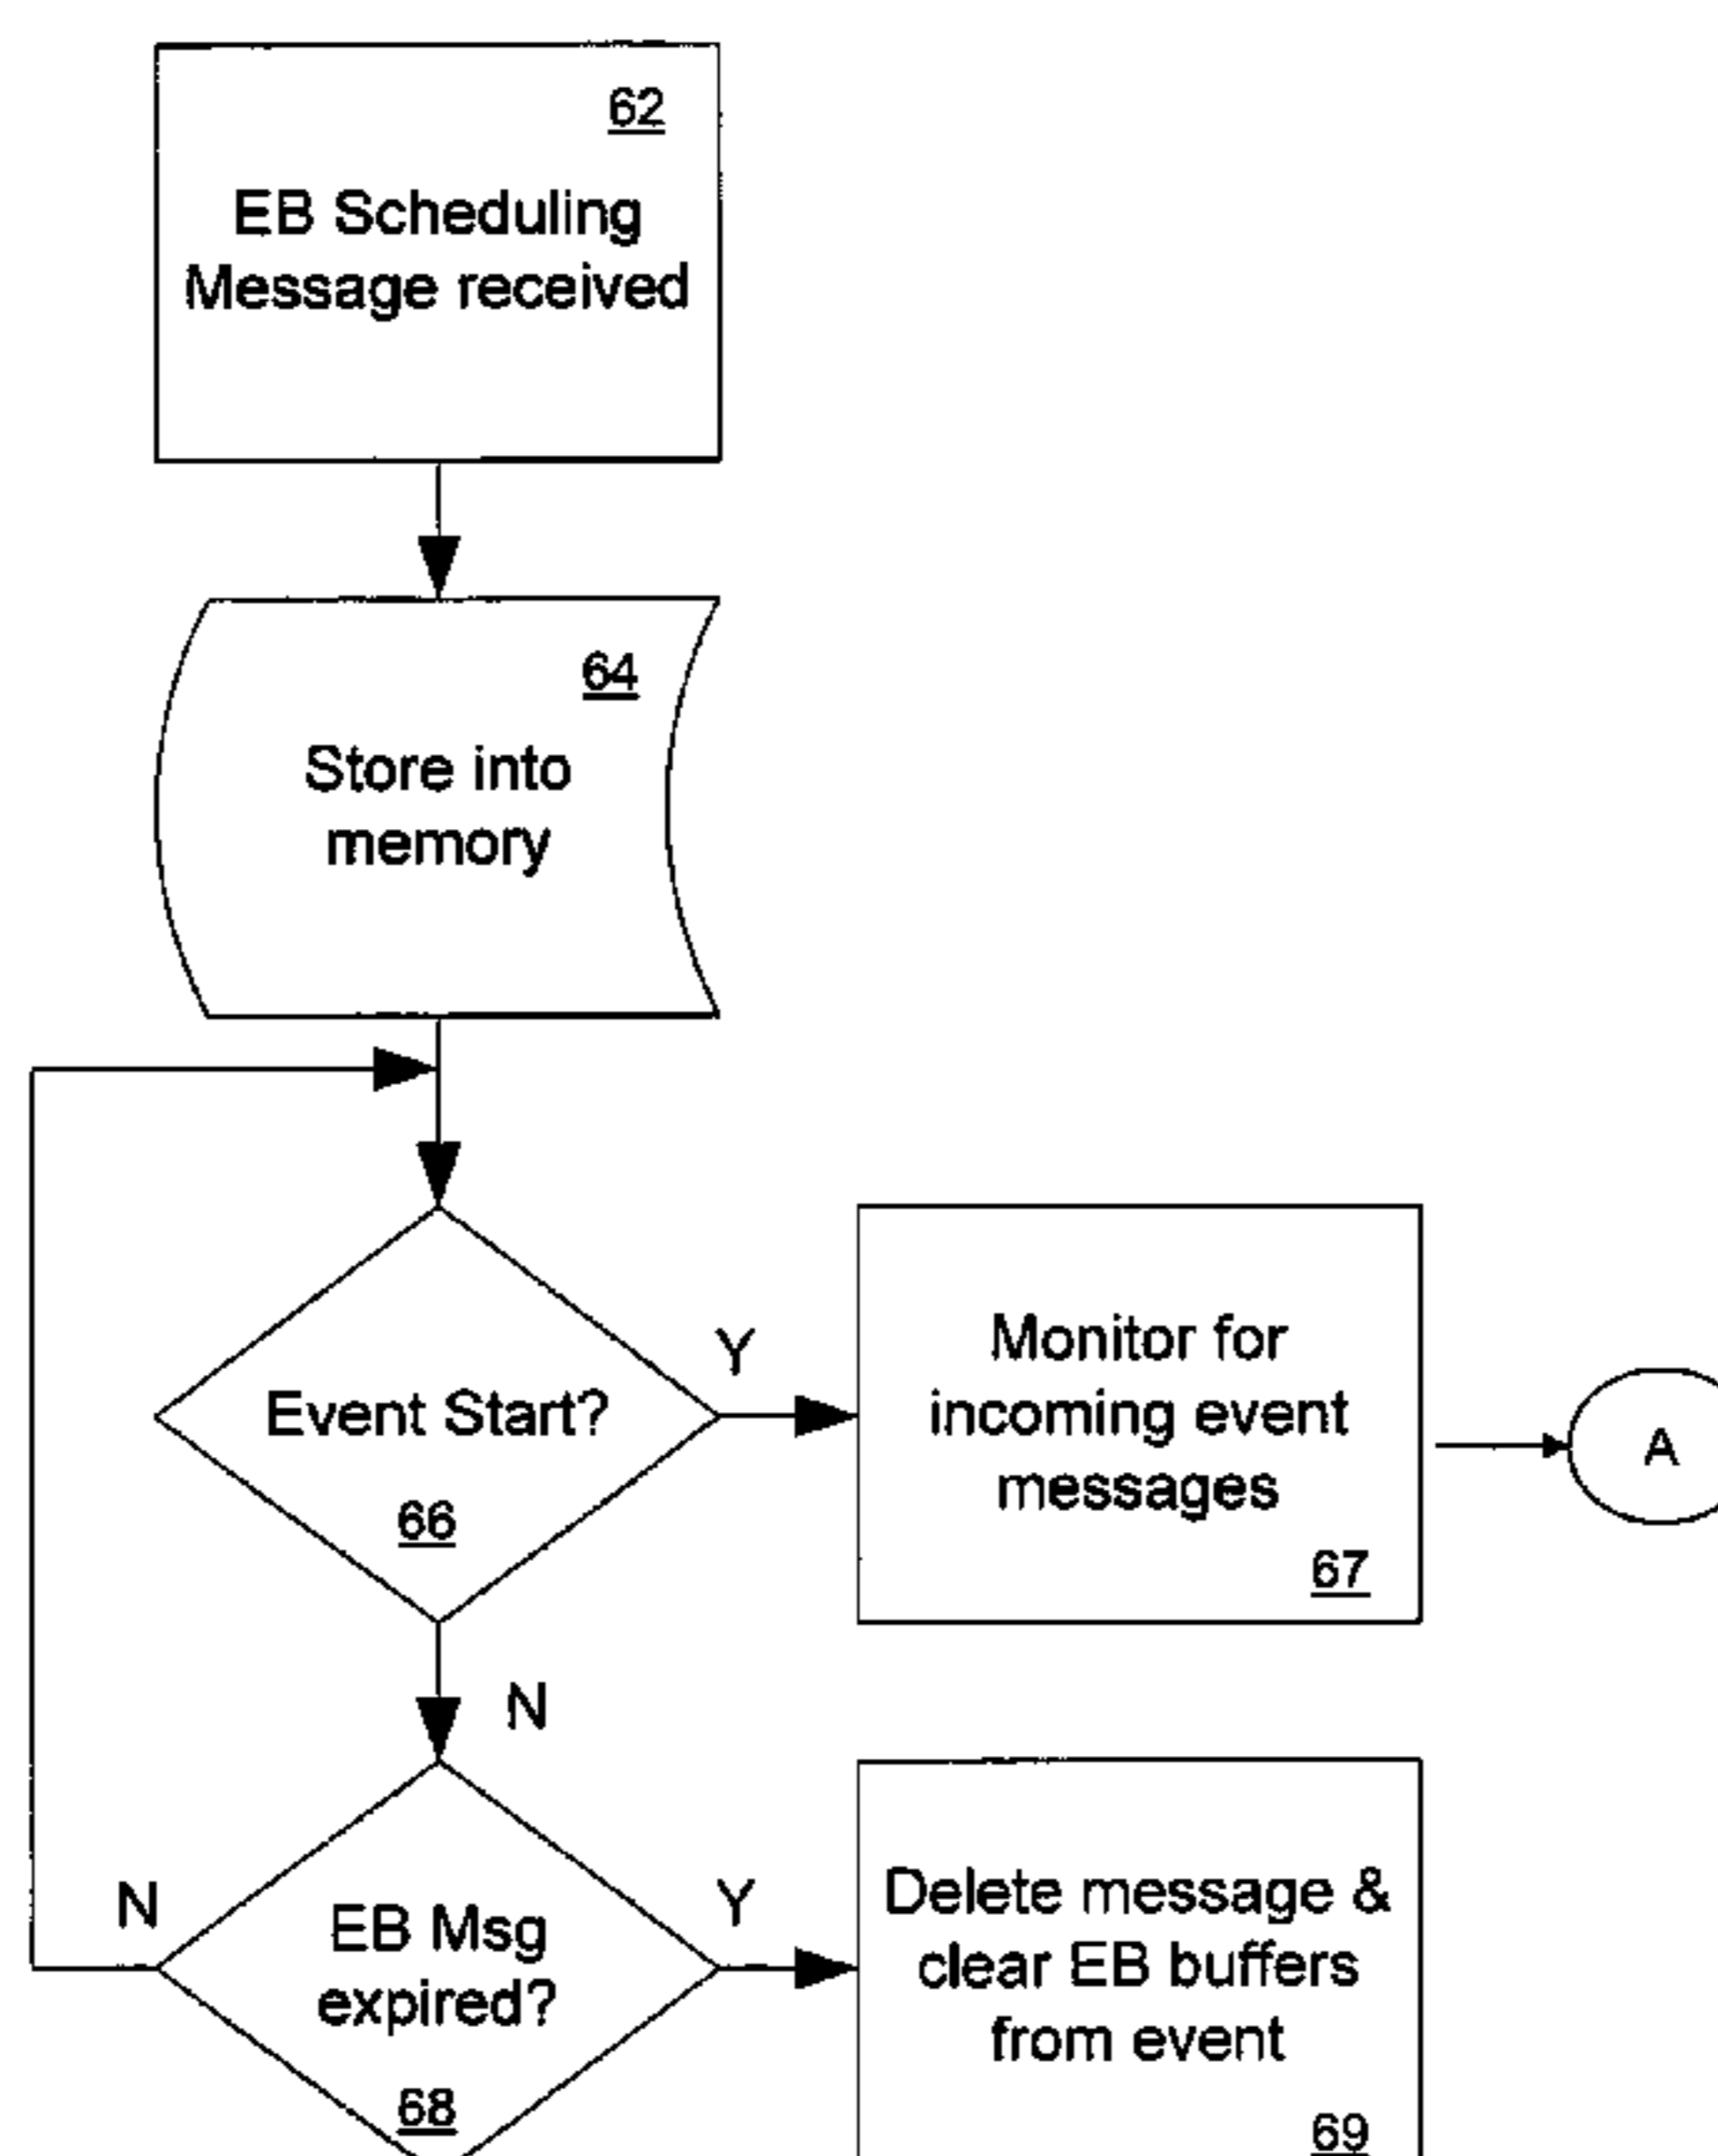 62
EB Scheduling
Message received
64
Store into
memory
Event Start?
66
Y
Monitor for
incoming event
messages
67
A
N
N
EB Msg
expired?
68
Y
Delete message &
clear EB buffers
from event
69